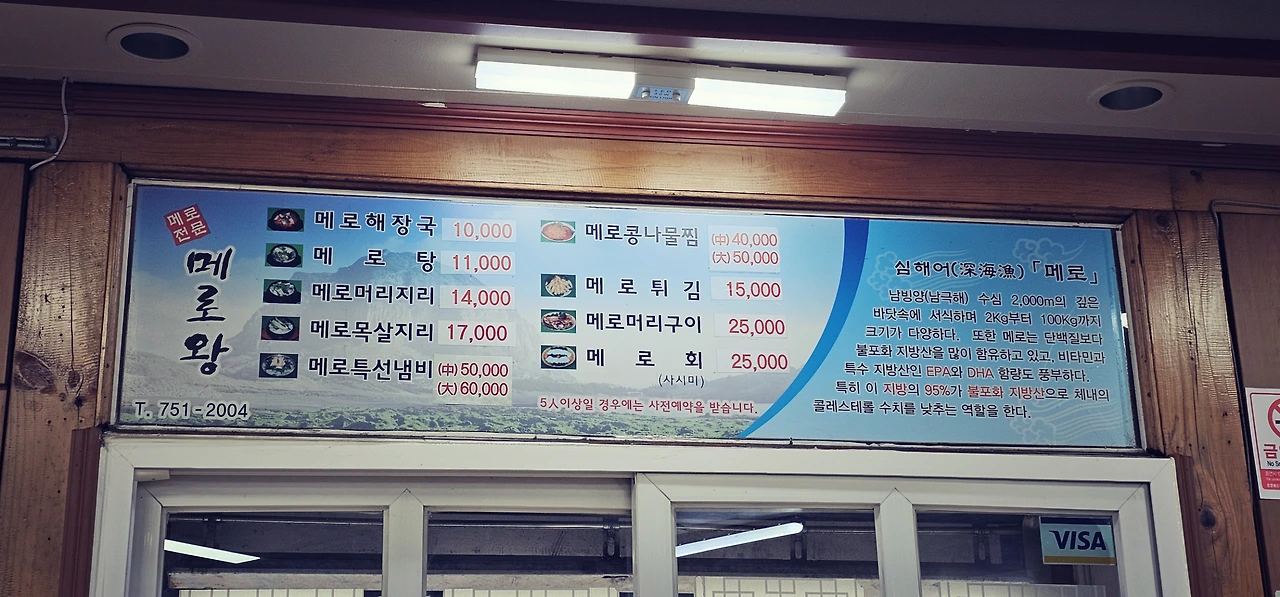 메로
전문
메로왕
T. 751-2004
메로해장국 10,000
메로탕 11,000
메로머리지리 14,000
메로목살지리 17,000
메로특선냄비 (中) 50,000
(大) 60,000
메로콩나물찜 (中) 40,000
(大) 50,000
메로튀김 15,000
메로머리구이 25,000
메로회 25,000
(사시미)
5人이상일 경우에는 사전예약을 받습니다.
심해어(深海漁)「메로」
남빙양(남극해) 수심 2,000m의 깊은
바닷속에 서식하며 2Kg부터 100Kg까지
크기가 다양하다. 또한 메로는 단백질보다
불포화 지방산을 많이 함유하고 있고, 비타민과
특수 지방산인 EPA와 DHA 함량도 풍부하다.
특히 이 지방의 95%가 불포화 지방산으로 체내의
콜레스테롤 수치를 낮추는 역할을 한다.
금
No S
VISA